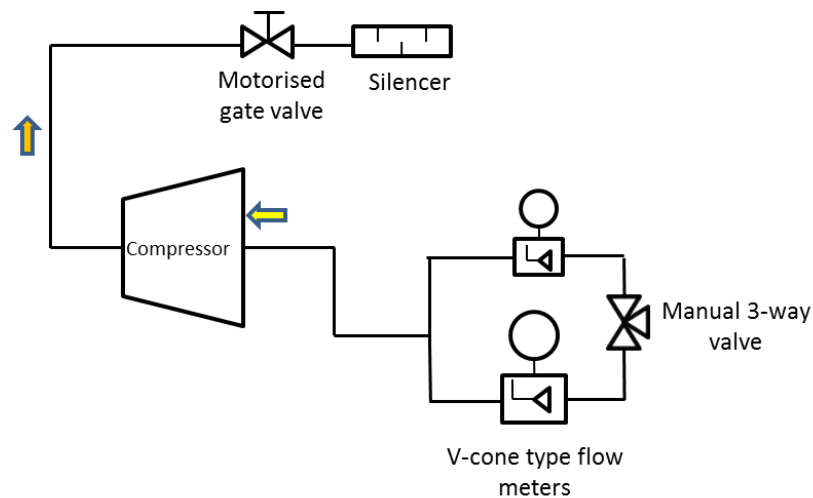 Motorised
gate valve
Silencer
Compressor
Manual 3-way
valve
V-cone type flow
meters